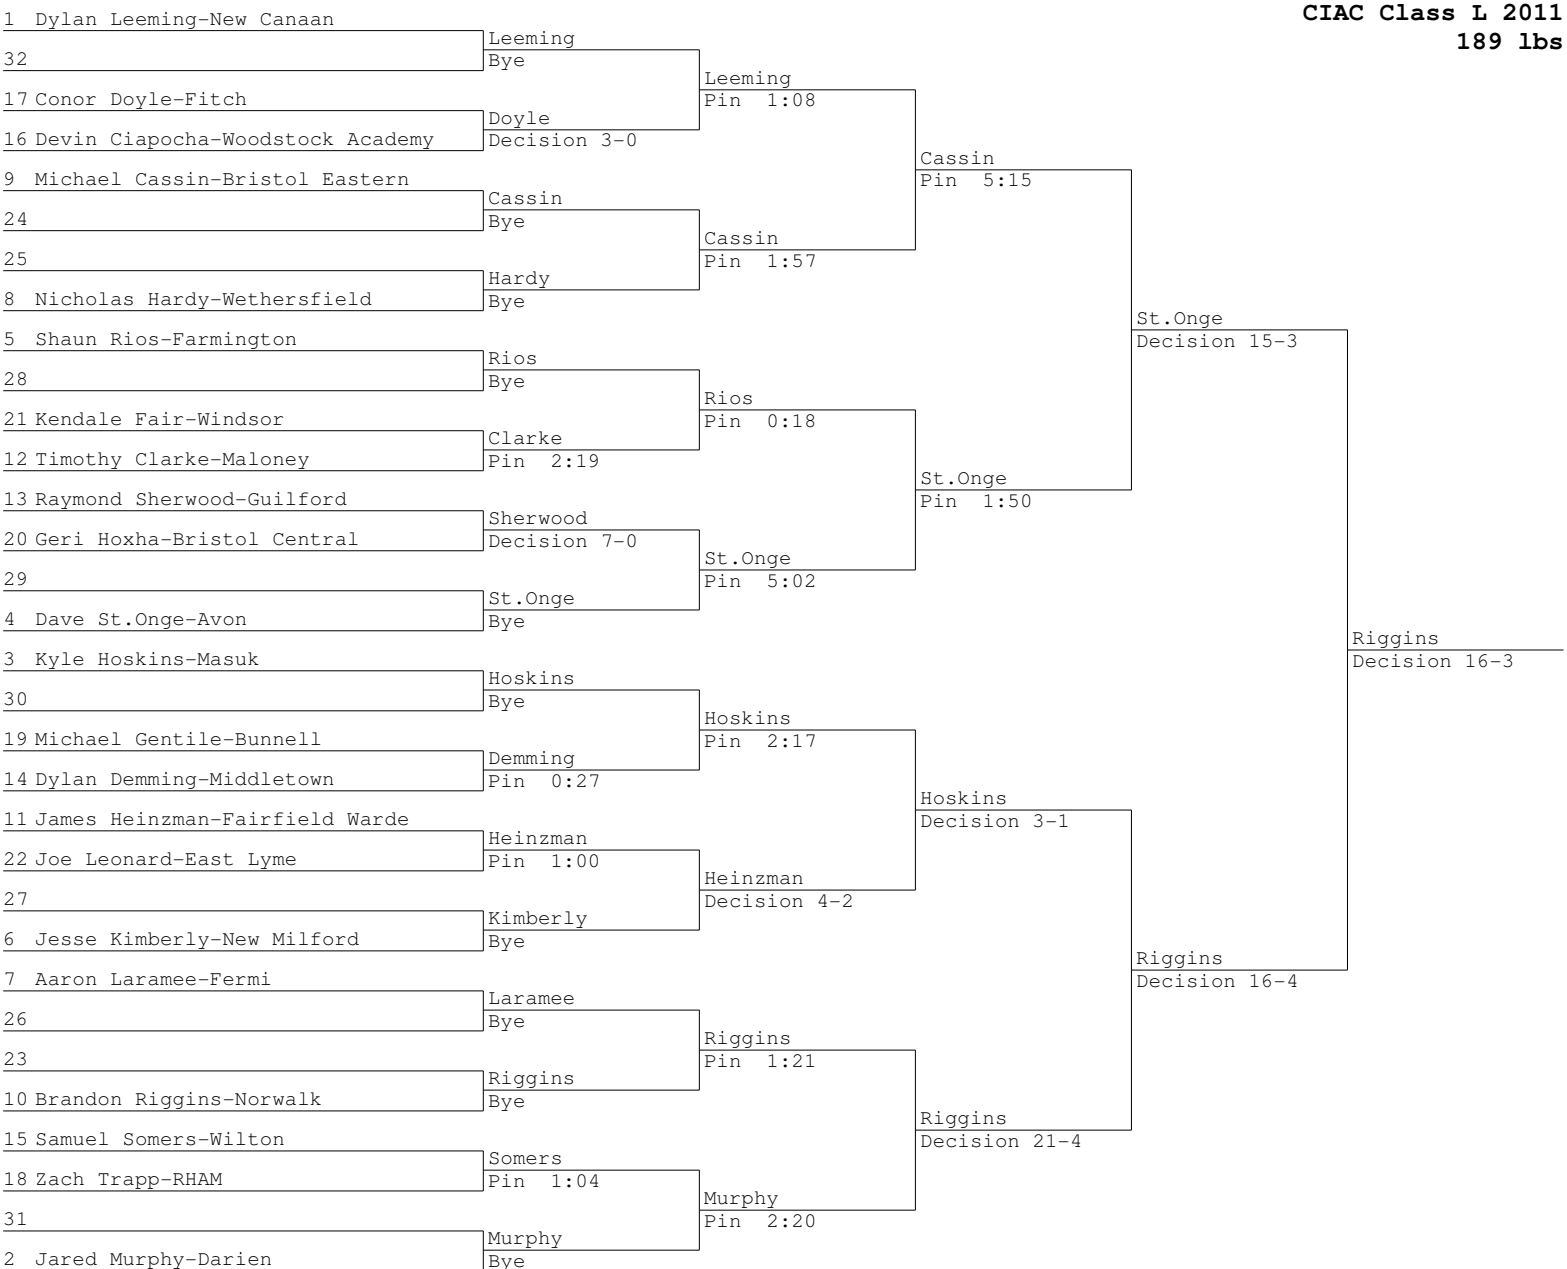 CIAC Class L 2011
189 lbs
1 Dylan Leeming-New Canaan
32
17 Conor Doyle-Fitch
16 Devin Ciapocha-Woodstock Academy
9 Michael Cassin-Bristol Eastern
24
25
8 Nicholas Hardy-Wethersfield
5 Shaun Rios-Farmington
28
21 Kendale Fair-Windsor
12 Timothy Clarke-Maloney
13 Raymond Sherwood-Guilford
20 Geri Hoxha-Bristol Central
29
4 Dave St.Onge-Avon
3 Kyle Hoskins-Masuk
30
19 Michael Gentile-Bunnell
14 Dylan Demming-Middletown
11 James Heinzman-Fairfield Warde
22 Joe Leonard-East Lyme
27
6 Jesse Kimberly-New Milford
7 Aaron Laramee-Fermi
26
23
10 Brandon Riggins-Norwalk
15 Samuel Somers-Wilton
18 Zach Trapp-RHAM
31
2 Jared Murphy-Darien
Leeming
Bye
Doyle
Decision 3-0
Cassin
Bye
Hardy
Bye
Rios
Bye
Clarke
Pin 2:19
Sherwood
Decision 7-0
St.Onge
Bye
Hoskins
Bye
Demming
Pin 0:27
Heinzman
Pin 1:00
Kimberly
Bye
Laramee
Bye
Riggins
Bye
Somers
Pin 1:04
Murphy
Bye
Leeming
Pin 1:08
Cassin
Pin 1:57
Rios
Pin 0:18
St.Onge
Pin 5:02
Hoskins
Pin 2:17
Heinzman
Decision 4-2
Riggins
Pin 1:21
Murphy
Pin 2:20
Cassin
Pin 5:15
St.Onge
Pin 1:50
Hoskins
Decision 3-1
Riggins
Decision 21-4
St.Onge
Decision 15-3
Riggins
Decision 16-4
Riggins
Decision 16-3